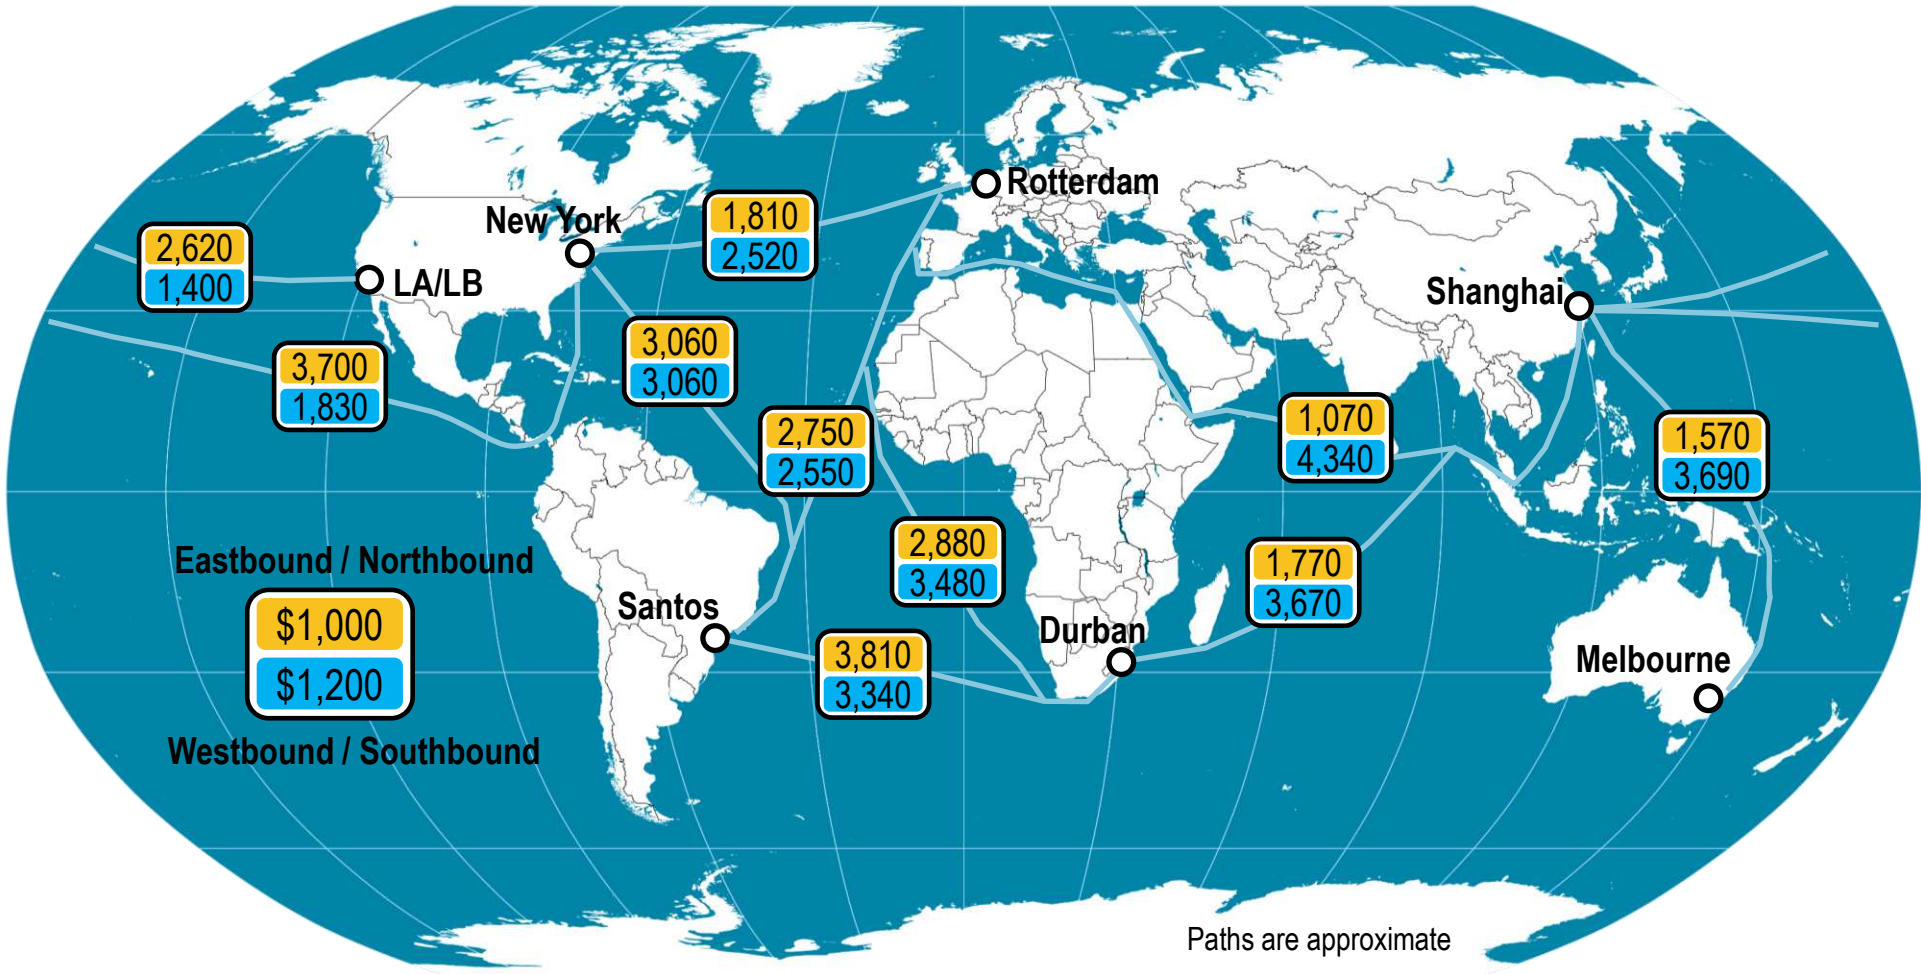 Rotterdam
New York
1,810
2,520
2,620
1,400
LA/LB
Shanghai
3,060
3,060
3,700
1,830
2,750
2,550
1,070
4,340
1,570
3,690
2,880
3,480
1,770
3,670
Eastbound / Northbound
$1,000
$1,200
Westbound / Southbound
Santos
Durban
3,810
3,340
Melbourne
Paths are approximate